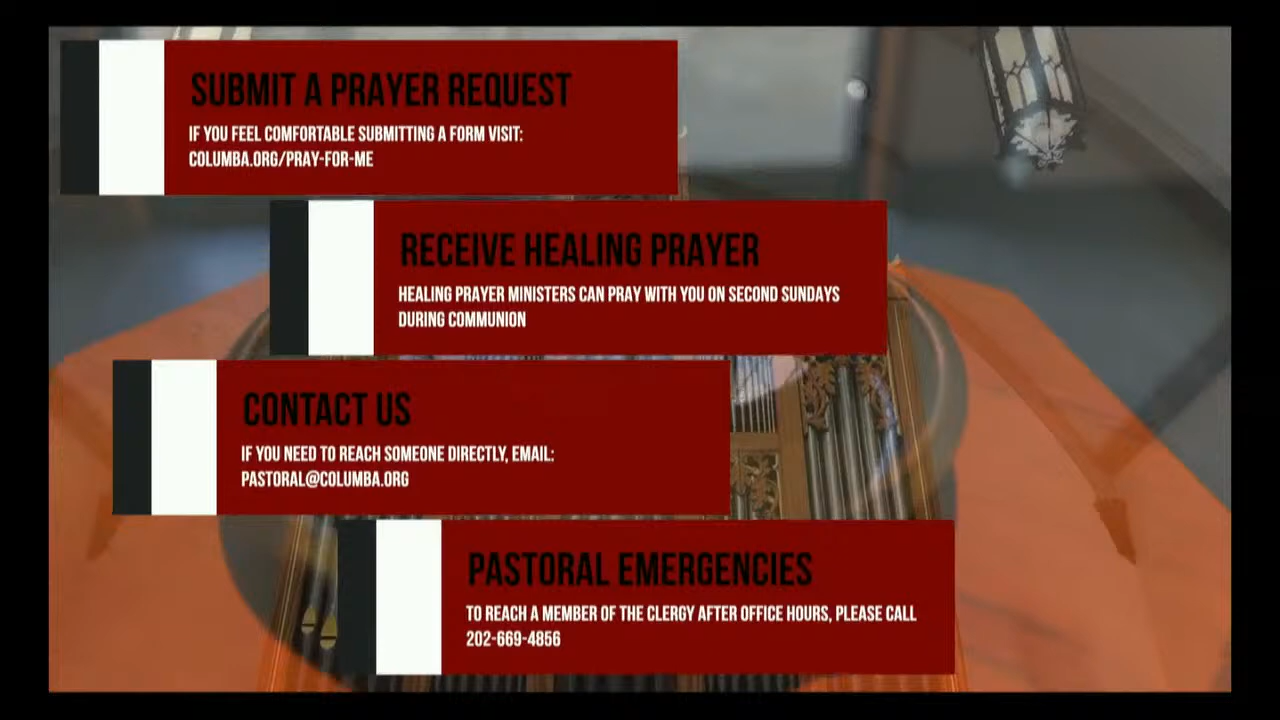 SUBMIT A PRAYER REQUEST
IF YOU FEEL COMFORTABLE SUBMITTING A FORM VISIT:
COLUMBA.ORG/PRAY-FOR-ME
RECEIVE HEALING PRAYER
HEALING PRAYER MINISTERS CAN PRAY WITH YOU ON SECOND SUNDAYS
DURING COMMUNION
CONTACT US
IF YOU NEED TO REACH SOMEONE DIRECTLY, EMAIL:
PASTORAL@COLUMBA.ORG
PASTORAL EMERGENCIES
TO REACH A MEMBER OF THE CLERGY AFTER OFFICE HOURS, PLEASE CALL
202-669-4856